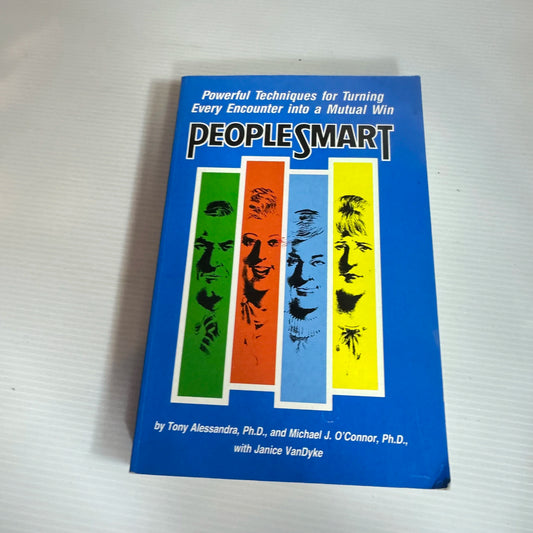 Powerful Techniques for Turning
Every Encounter into a Mutual Win
PEOPLESMART
by Tony Alessandra, Ph.D., and Michael J. O'Connor, Ph.D.,
with Janice VanDyke